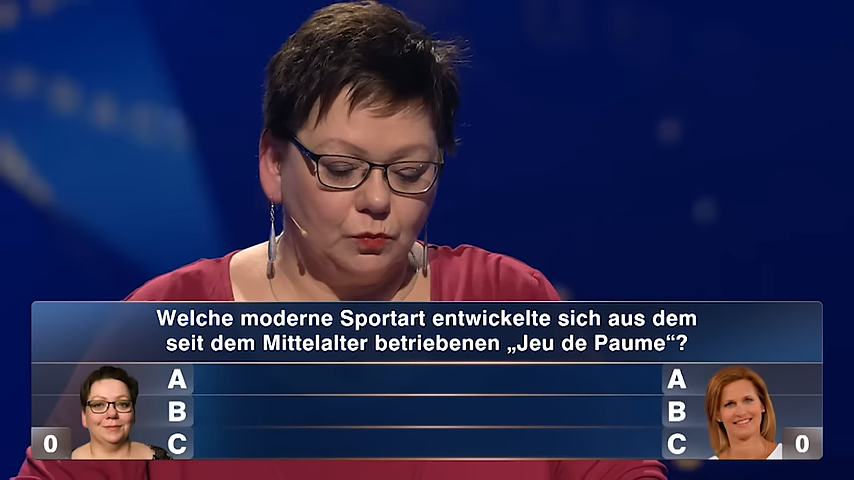 Welche moderne Sportart entwickelte sich aus dem
seit dem Mittelalter betriebenen „Jeu de Paume“?
A A
B B
0 C C 0